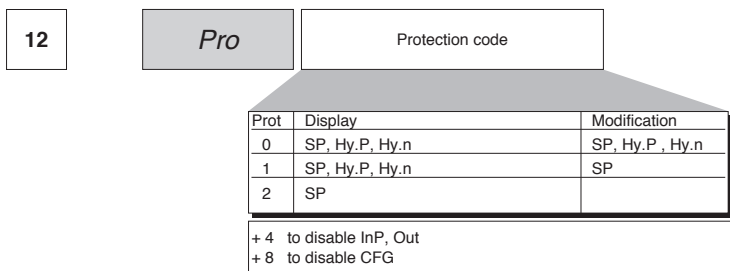 12 Pro Protection code
Prot Display Modification
0 SP, Hy.P, Hy.n SP, Hy.P , Hy.n
1 SP, Hy.P, Hy.n SP
2 SP
+ 4 to disable InP, Out
+ 8 to disable CFG